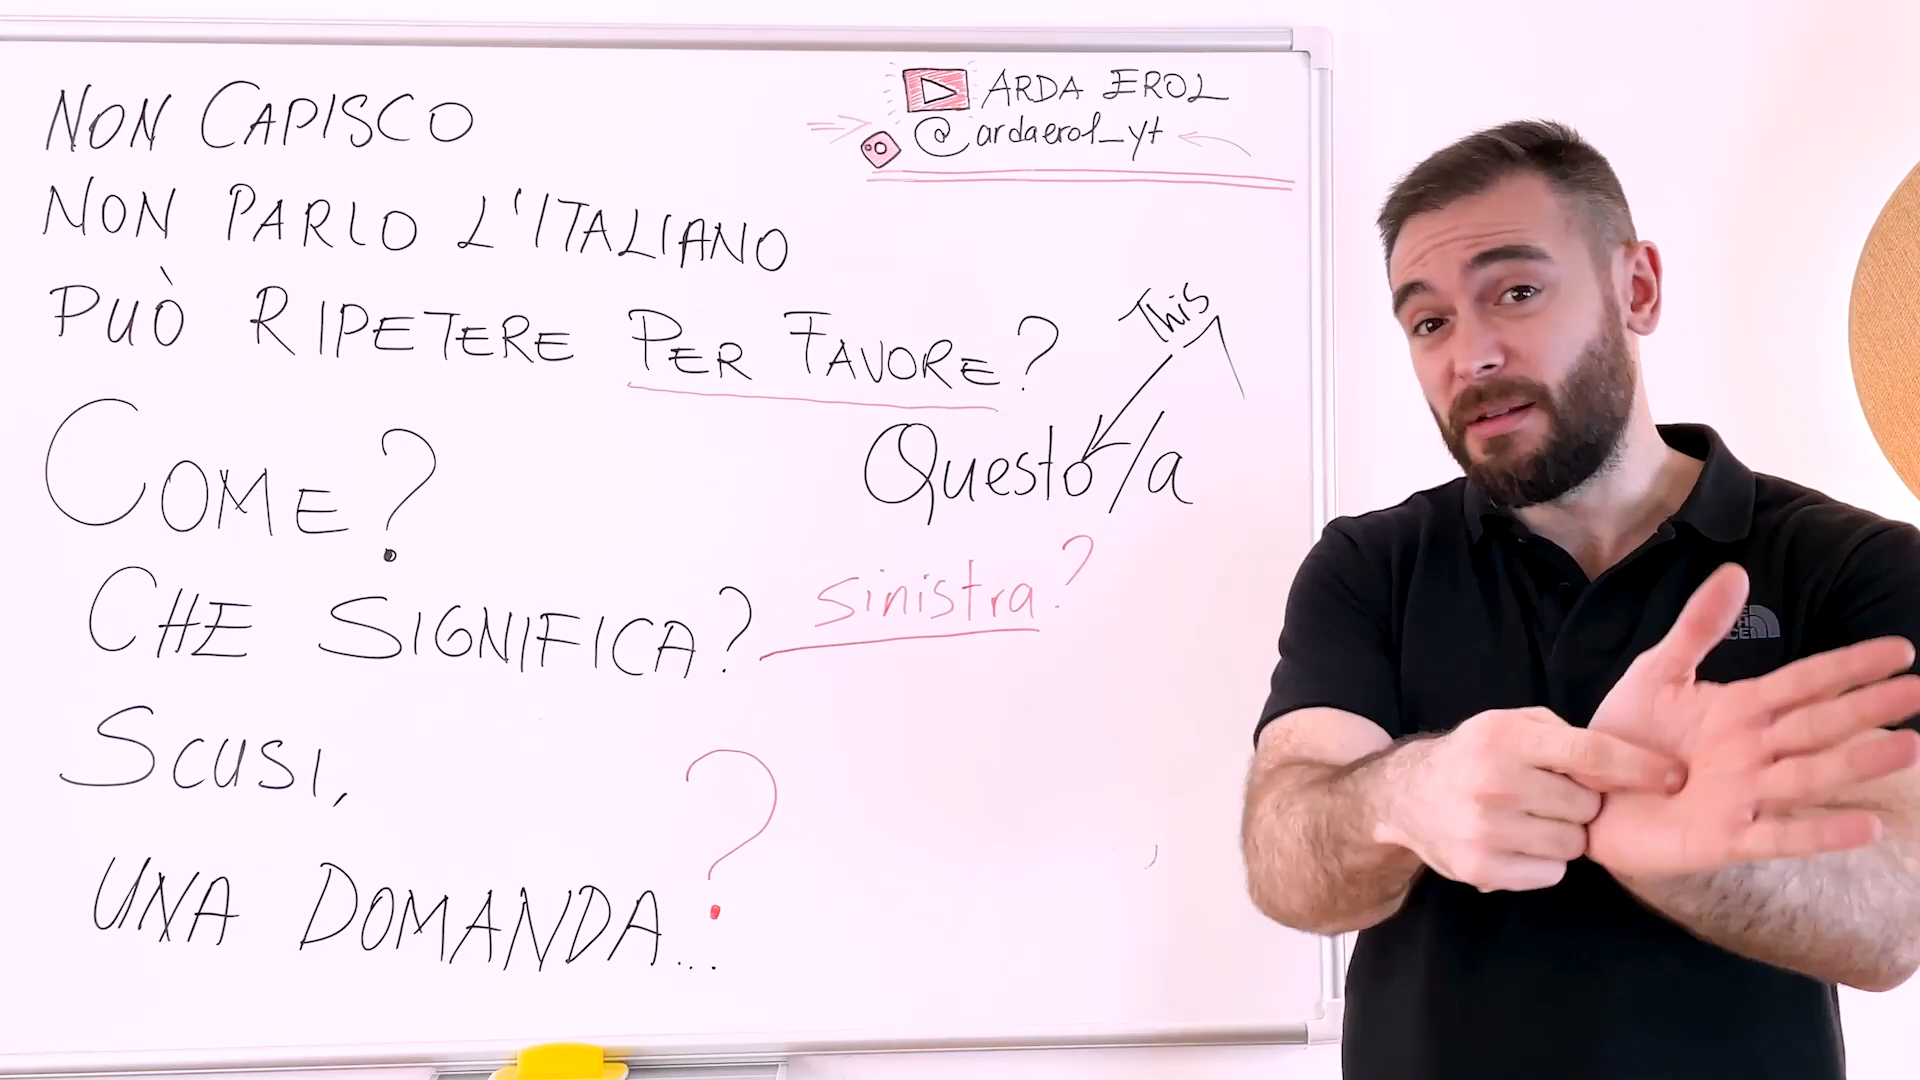 NON CAPISCO
NON PARLO L'ITALIANO
PUÒ RIPETERE PER FAVORE?
COME?
CHE SIGNIFICA? sinistra?
SCUSI,
UNA DOMANDA...?
ARDA EROL
@ardaerol_yt
This
Questo/a